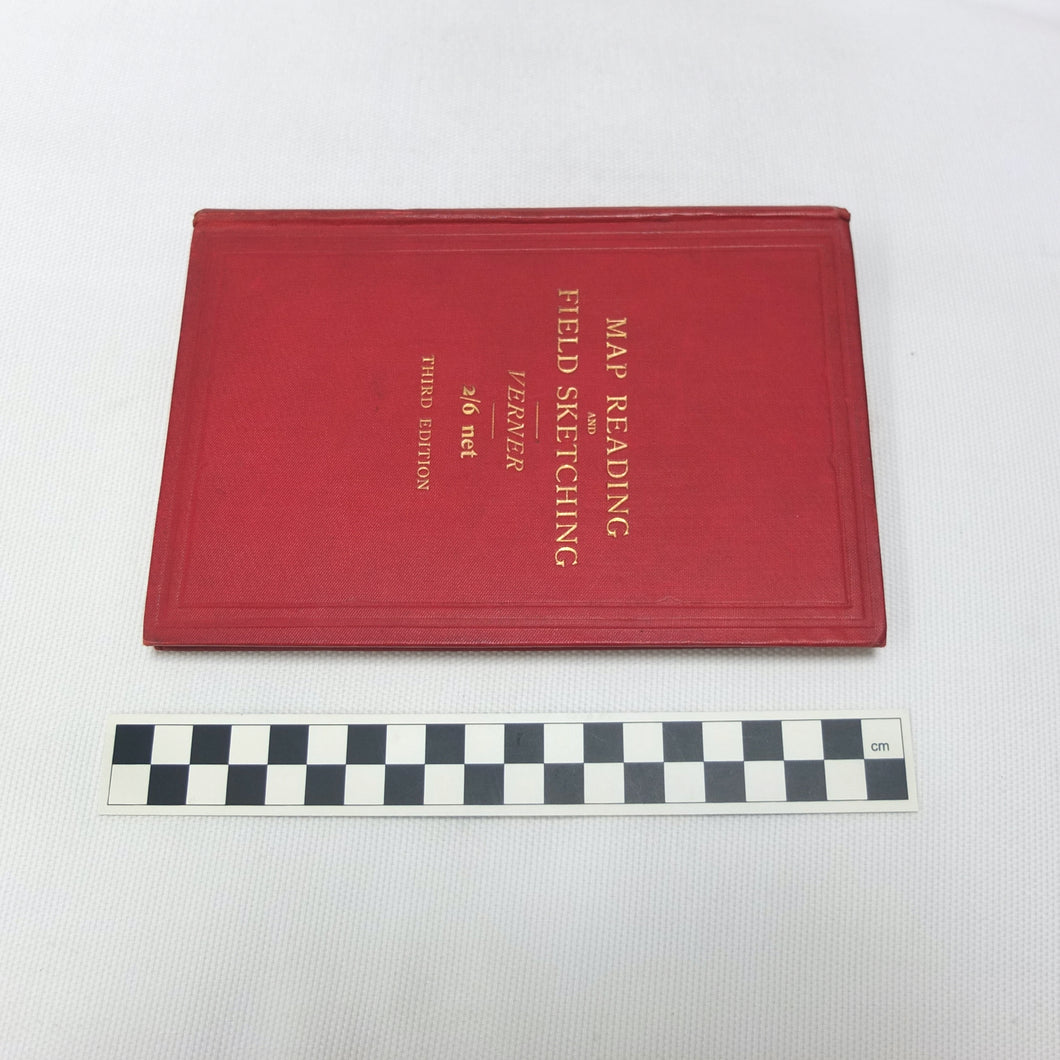 MAP READING
AND
FIELD SKETCHING
VERNER
2/6 net
THIRD EDITION
cm